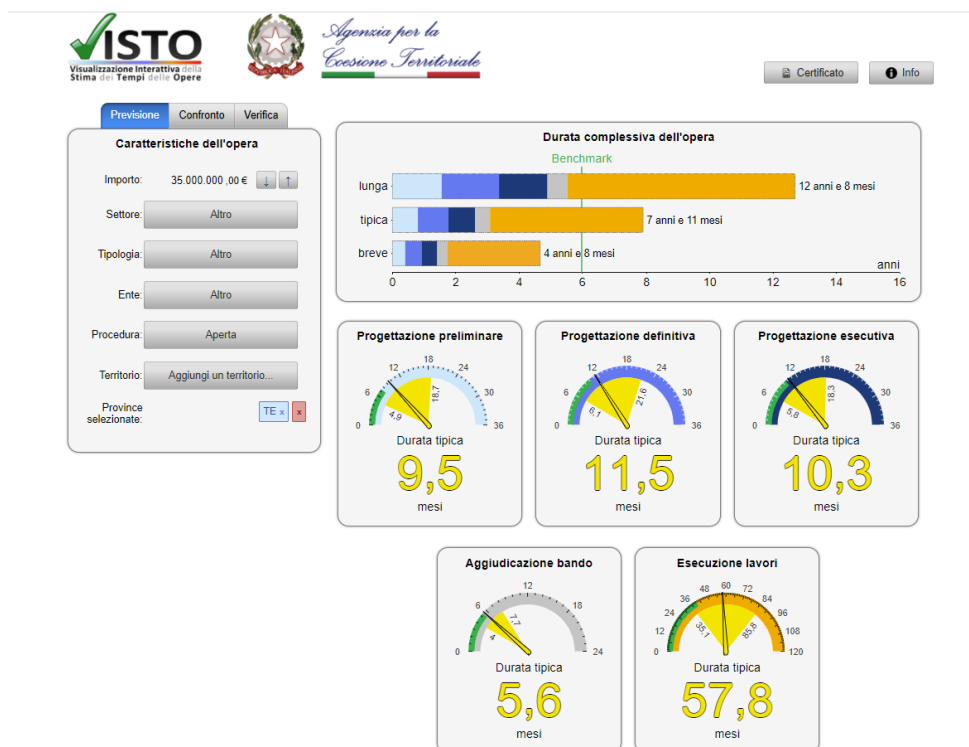 VISTO
Visualizzazione Interattiva della
Stima dei Tempi delle Opere
Agenzia per la
Coesione Territoriale
Certificato
Info
Previsione Confronto Verifica
Caratteristiche dell'opera
Importo: 35.000.000 ,00 € ↓ ↑
Settore: Altro
Tipologia: Altro
Ente: Altro
Procedura: Aperta
Territorio: Aggiungi un territorio...
Province
selezionate:
TE x x
Durata complessiva dell'opera
Benchmark
lunga 12 anni e 8 mesi
tipica 7 anni e 11 mesi
breve 4 anni e 8 mesi
anni
0 2 4 6 8 10 12 14 16
Progettazione preliminare
0 6 12 18 24 30 36
4,9 18,7
Durata tipica
9,5
mesi
Progettazione definitiva
0 6 12 18 24 30 36
6,1 21,6
Durata tipica
11,5
mesi
Progettazione esecutiva
0 6 12 18 24 30 36
5,8 18,3
Durata tipica
10,3
mesi
Aggiudicazione bando
0 6 12 18 24
4 7,7
Durata tipica
5,6
mesi
Esecuzione lavori
0 12 24 36 48 60 72 84 96 108 120
35,1 85,8
Durata tipica
57,8
mesi